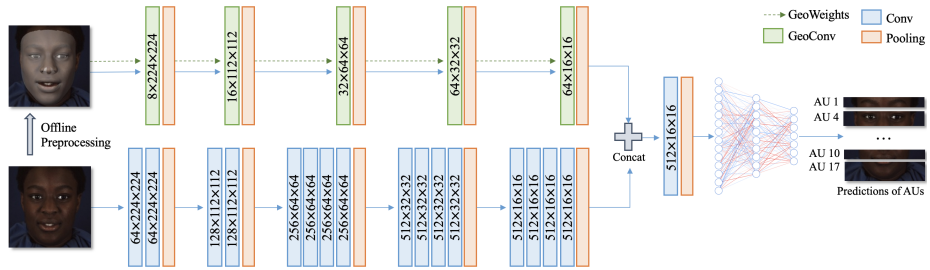 GeoWeights
Conv
GeoConv
Pooling
8×224×224
16×112×112
32×64×64
64×32×32
64×16×16
Offline
Preprocessing
Concat
512×16×16
AU 1
AU 4
...
AU 10
AU 17
Predictions of AUs
64×224×224
64×224×224
128×112×112
128×112×112
256×64×64
256×64×64
256×64×64
256×64×64
512×32×32
512×32×32
512×32×32
512×32×32
512×16×16
512×16×16
512×16×16
512×16×16